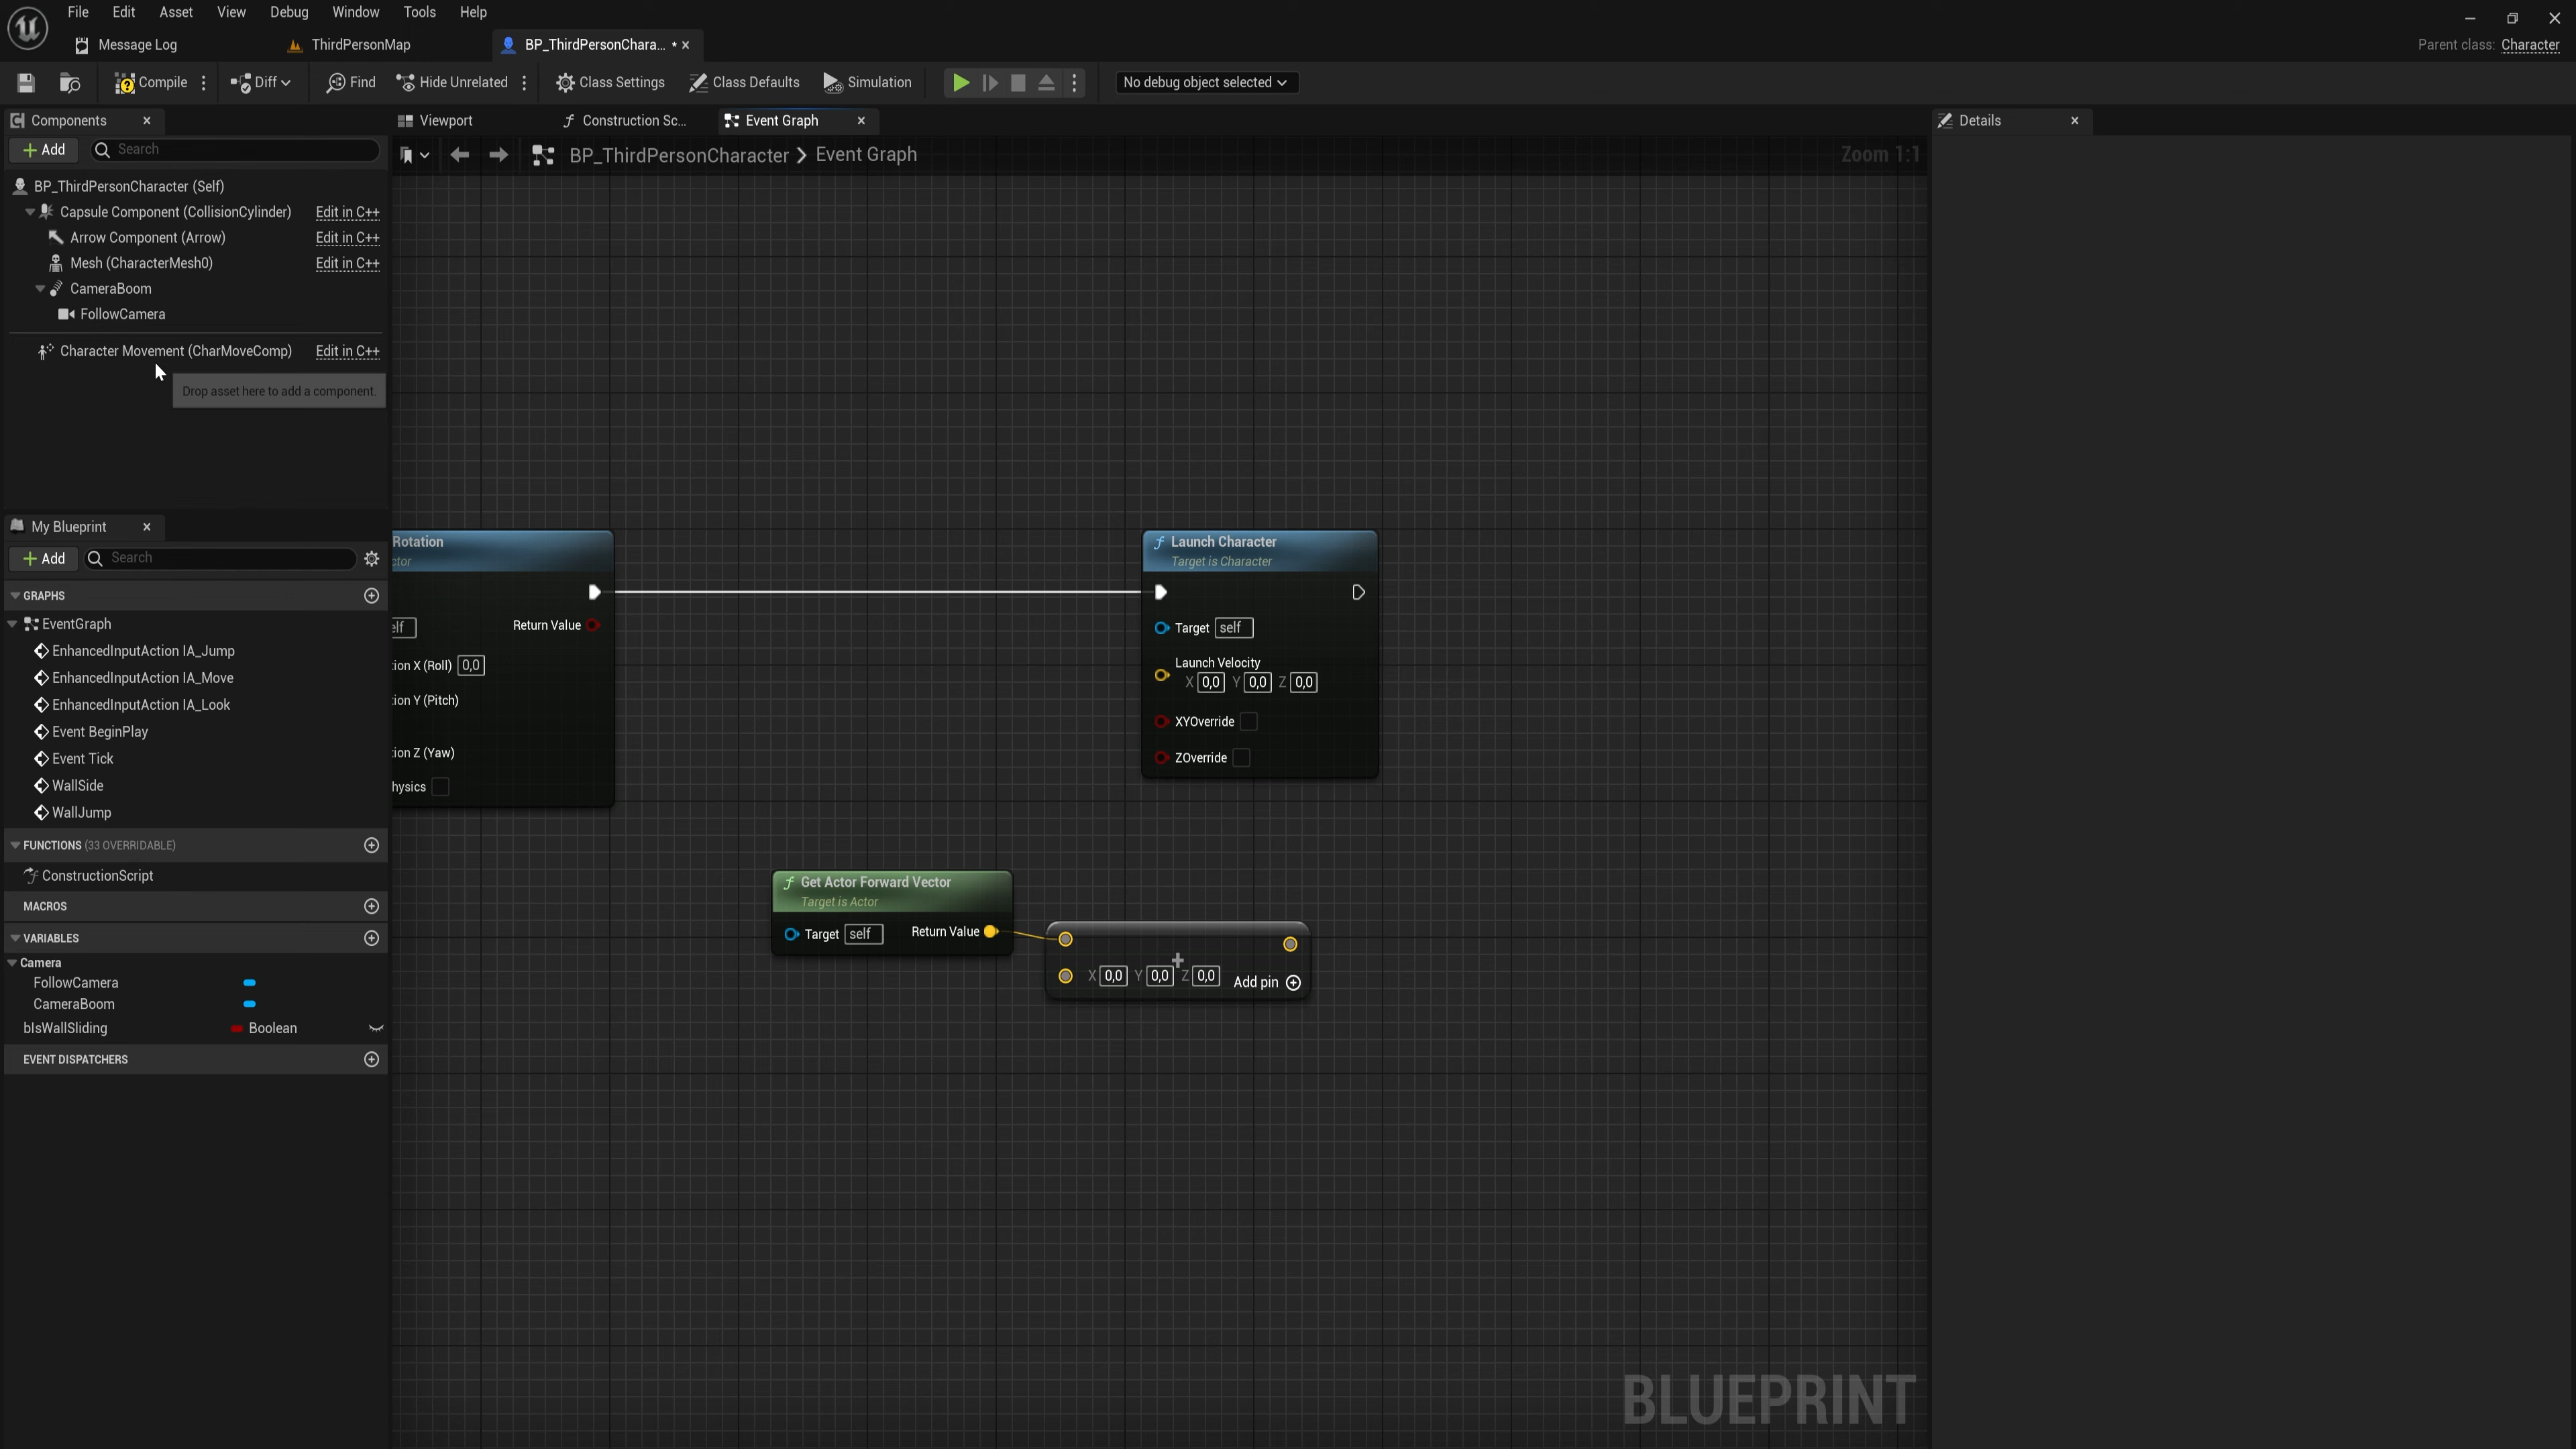 File Edit Asset View Debug Window Tools Help
Message Log
ThirdPersonMap
BP_ThirdPersonChara... *
Parent class: Character
Compile
Diff
Find
Hide Unrelated
Class Settings
Class Defaults
Simulation
No debug object selected
Components
Add
Search
BP_ThirdPersonCharacter (Self)
Capsule Component (CollisionCylinder) Edit in C++
Arrow Component (Arrow) Edit in C++
Mesh (CharacterMesh0) Edit in C++
CameraBoom
FollowCamera
Character Movement (CharMoveComp) Edit in C++
Drop asset here to add a component.
My Blueprint
Add
Search
GRAPHS
EventGraph
EnhancedInputAction IA_Jump
EnhancedInputAction IA_Move
EnhancedInputAction IA_Look
Event BeginPlay
Event Tick
WallSide
WallJump
FUNCTIONS (33 OVERRIDABLE)
ConstructionScript
MACROS
VARIABLES
Camera
FollowCamera
CameraBoom
bIsWallSliding Boolean
EVENT DISPATCHERS
Viewport
Construction Sc...
Event Graph
BP_ThirdPersonCharacter > Event Graph
Zoom 1:1
Rotation
ctor
elf
Return Value
ion X (Roll) 0,0
ion Y (Pitch)
ion Z (Yaw)
hysics
Launch Character
Target is Character
Target self
Launch Velocity
X 0,0 Y 0,0 Z 0,0
XYOverride
ZOverride
Get Actor Forward Vector
Target is Actor
Target self Return Value
X 0,0 Y 0,0 Z 0,0 Add pin
BLUEPRINT
Details